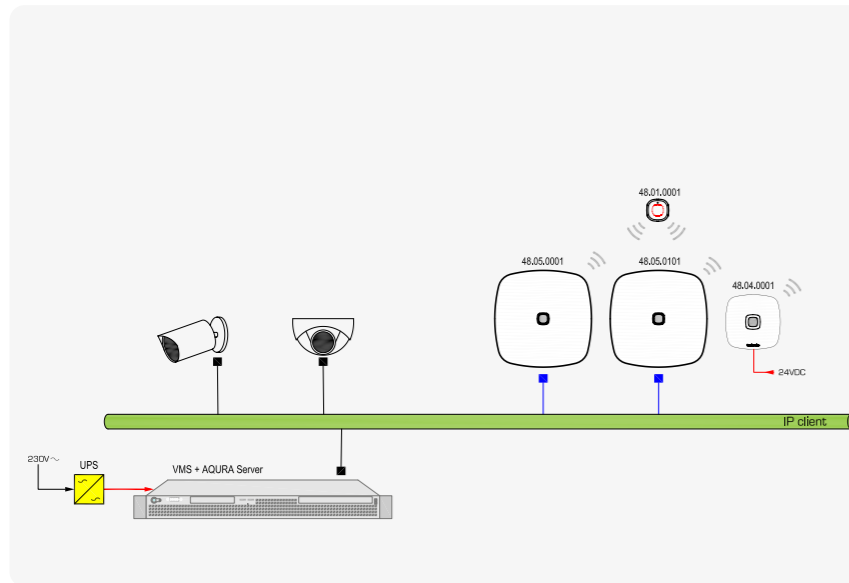 48.01.0001
48.05.0001
48.05.0101
48.04.0001
24VDC
IP client
230V～
UPS
VMS + AQURA Server